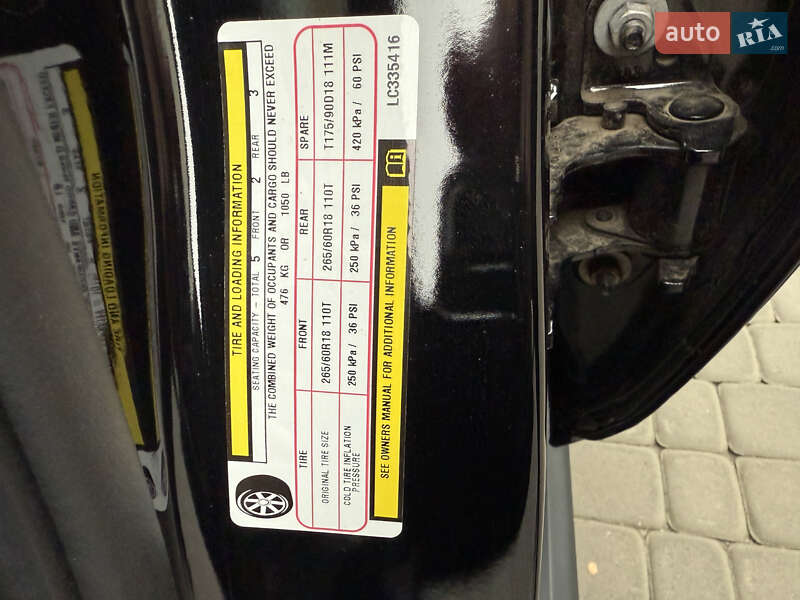 auto RIA .com
TIRE AND LOADING INFORMATION
SEATING CAPACITY - TOTAL 5 FRONT 2 REAR 3
THE COMBINED WEIGHT OF OCCUPANTS AND CARGO SHOULD NEVER EXCEED
476 KG OR 1050 LB
TIRE FRONT REAR SPARE
ORIGINAL TIRE SIZE 265/60R18 110T 265/60R18 110T T175/90D18 111M
COLD TIRE INFLATION PRESSURE 250 kPa / 36 PSI 250 kPa / 36 PSI 420 kPa / 60 PSI
SEE OWNERS MANUAL FOR ADDITIONAL INFORMATION
LC335416